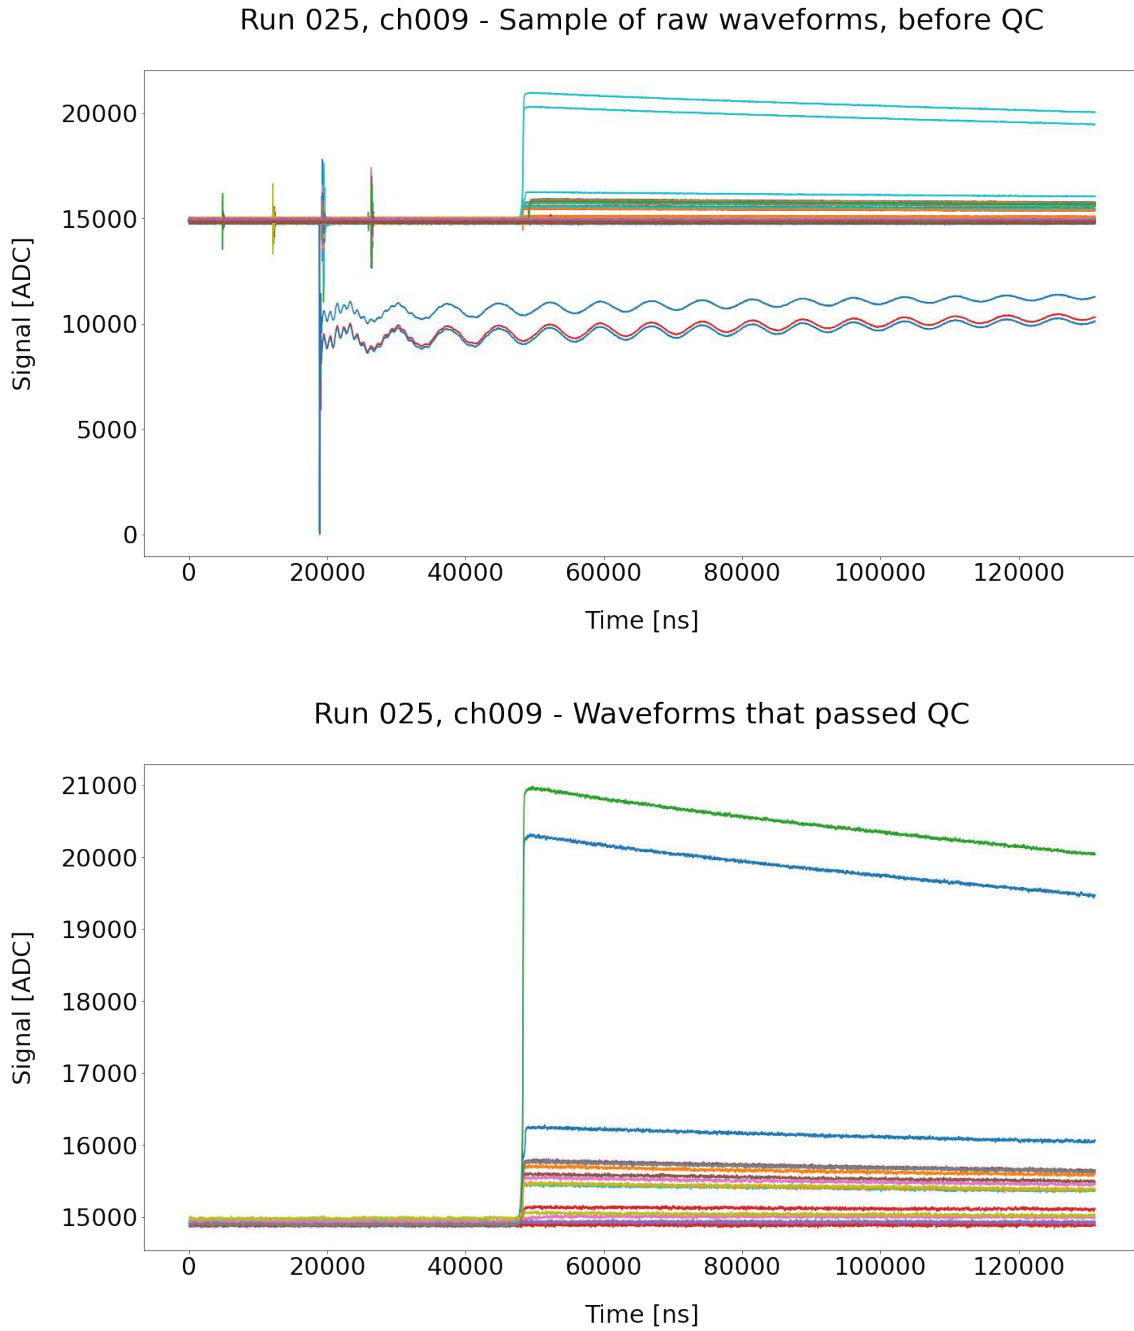 Run 025, ch009 - Sample of raw waveforms, before QC
20000
15000
10000
5000
0
Signal [ADC]
0 20000 40000 60000 80000 100000 120000
Time [ns]
Run 025, ch009 - Waveforms that passed QC
21000
20000
19000
18000
17000
16000
15000
Signal [ADC]
0 20000 40000 60000 80000 100000 120000
Time [ns]